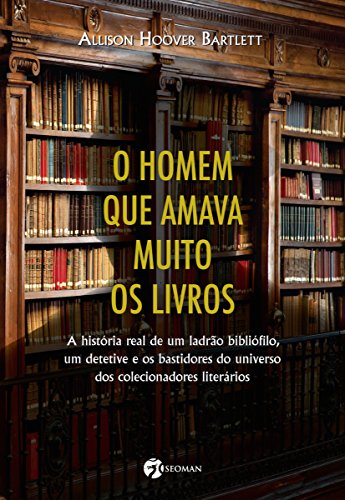 ALLISON HOOVER BARTLETT
O HOMEM
QUE AMAVA
MUITO
OS LIVROS
A história real de um ladrão bibliófilo,
um detetive e os bastidores do universo
dos colecionadores literários
SEOMAN